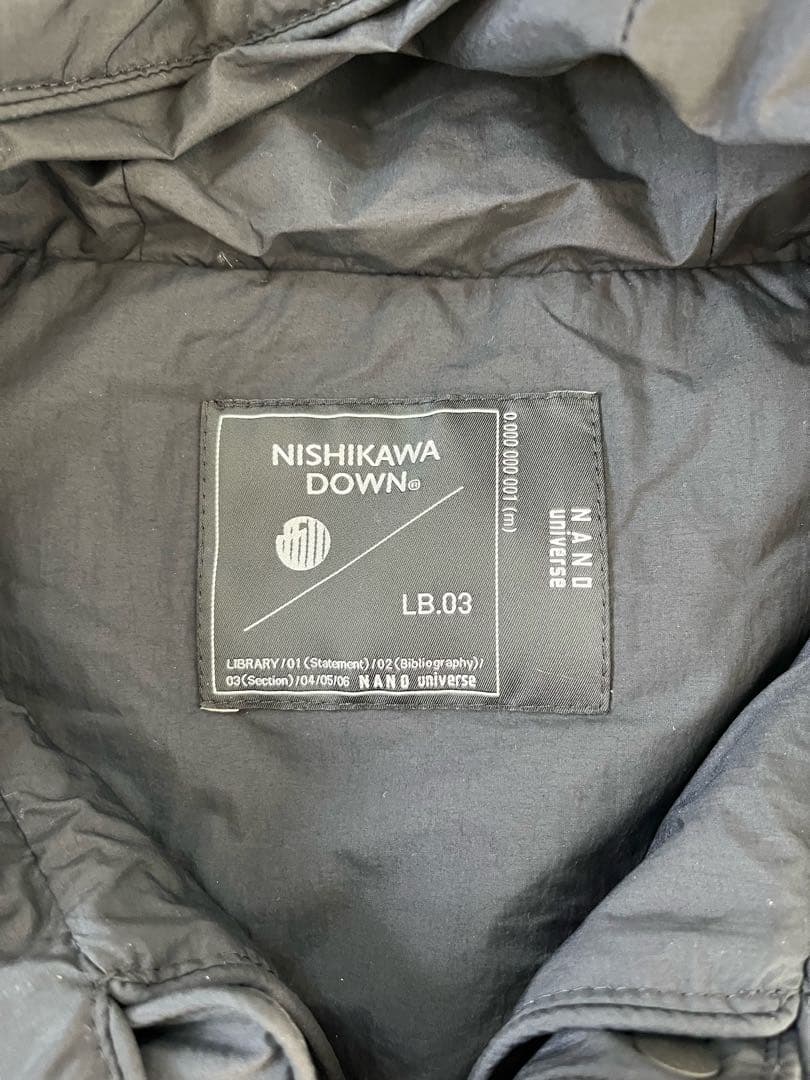 NISHIKAWA
DOWN®
LB.03
LIBRARY/01(Statement)/02(Bibliography)/
03(Section)/04/05/06 NANO universe
0.000 000 001 (m)
NANO
universe